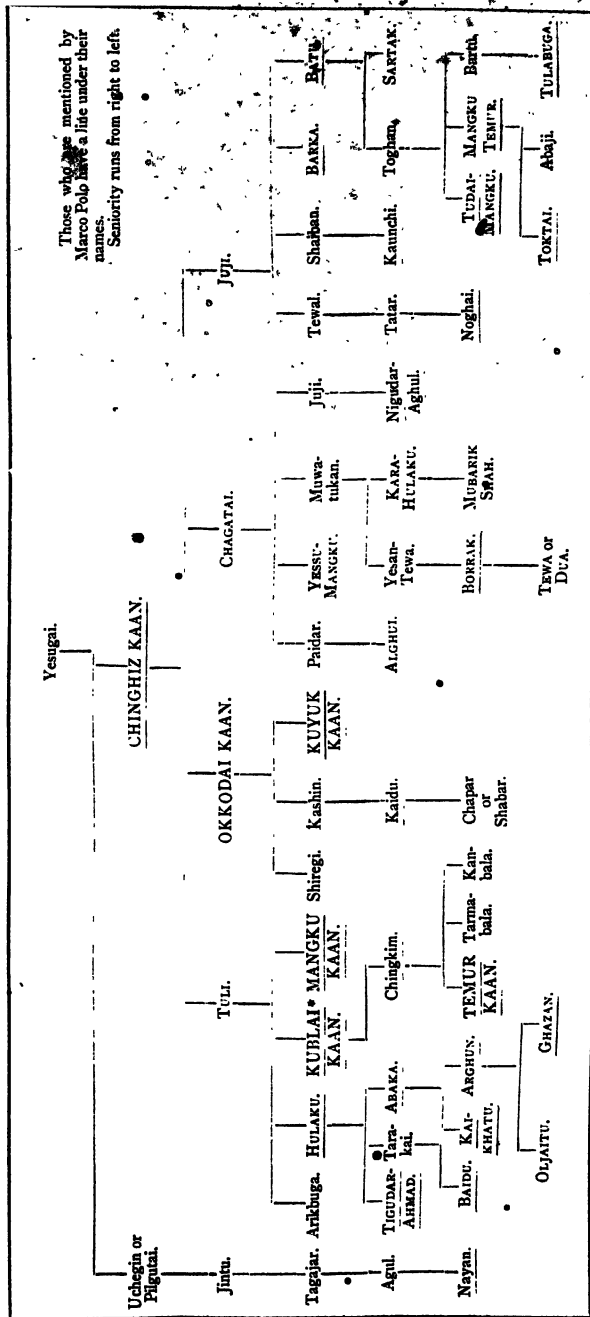 Those who are mentioned by
Marco Polo have a line under their
names.
Seniority runs from right to left.
Yesugai.
Uchegin or
Pilgutai.
CHINGHIZ KAAN.
Jintu.
TULI.
OKKODAI KAAN.
CHAGATAI.
JUJI.
Tagajar.
Arikbuga.
HULAKU.
KUBLAI*
KAAN.
MANGKU
KAAN.
Shiregi.
Kashin.
KUYUK
KAAN.
Paidar.
YESSU-
MANGKU.
Muwa-
tukan.
Juji.
Tewal.
Shaiban.
BARKA.
BATU.
Agul.
TIGUDAR-
AHMAD.
Tara-
kai.
ABAKA.
Chingkim.
Kaidu.
ALGHUI.
Yesan-
Tewa.
KARA-
HULAKU.
Nigudar-
Aghul.
Tatar.
Kaunchi.
Toghan.
SARTAK.
Nayan.
BAIDU.
KAI-
KHATU.
ARGHUN.
TEMUR
KAAN.
Tarma-
bala.
Kan-
bala.
Chapar
or
Shabar.
BORRAK.
MUBARIK
SHAH.
Noghai.
TUDAI-
MANGKU.
MANGKU
TEMUR.
Bartu.
OLJAITU.
GHAZAN.
TEWA or
DUA.
TOKTAI.
Abaji.
TULABUGA.